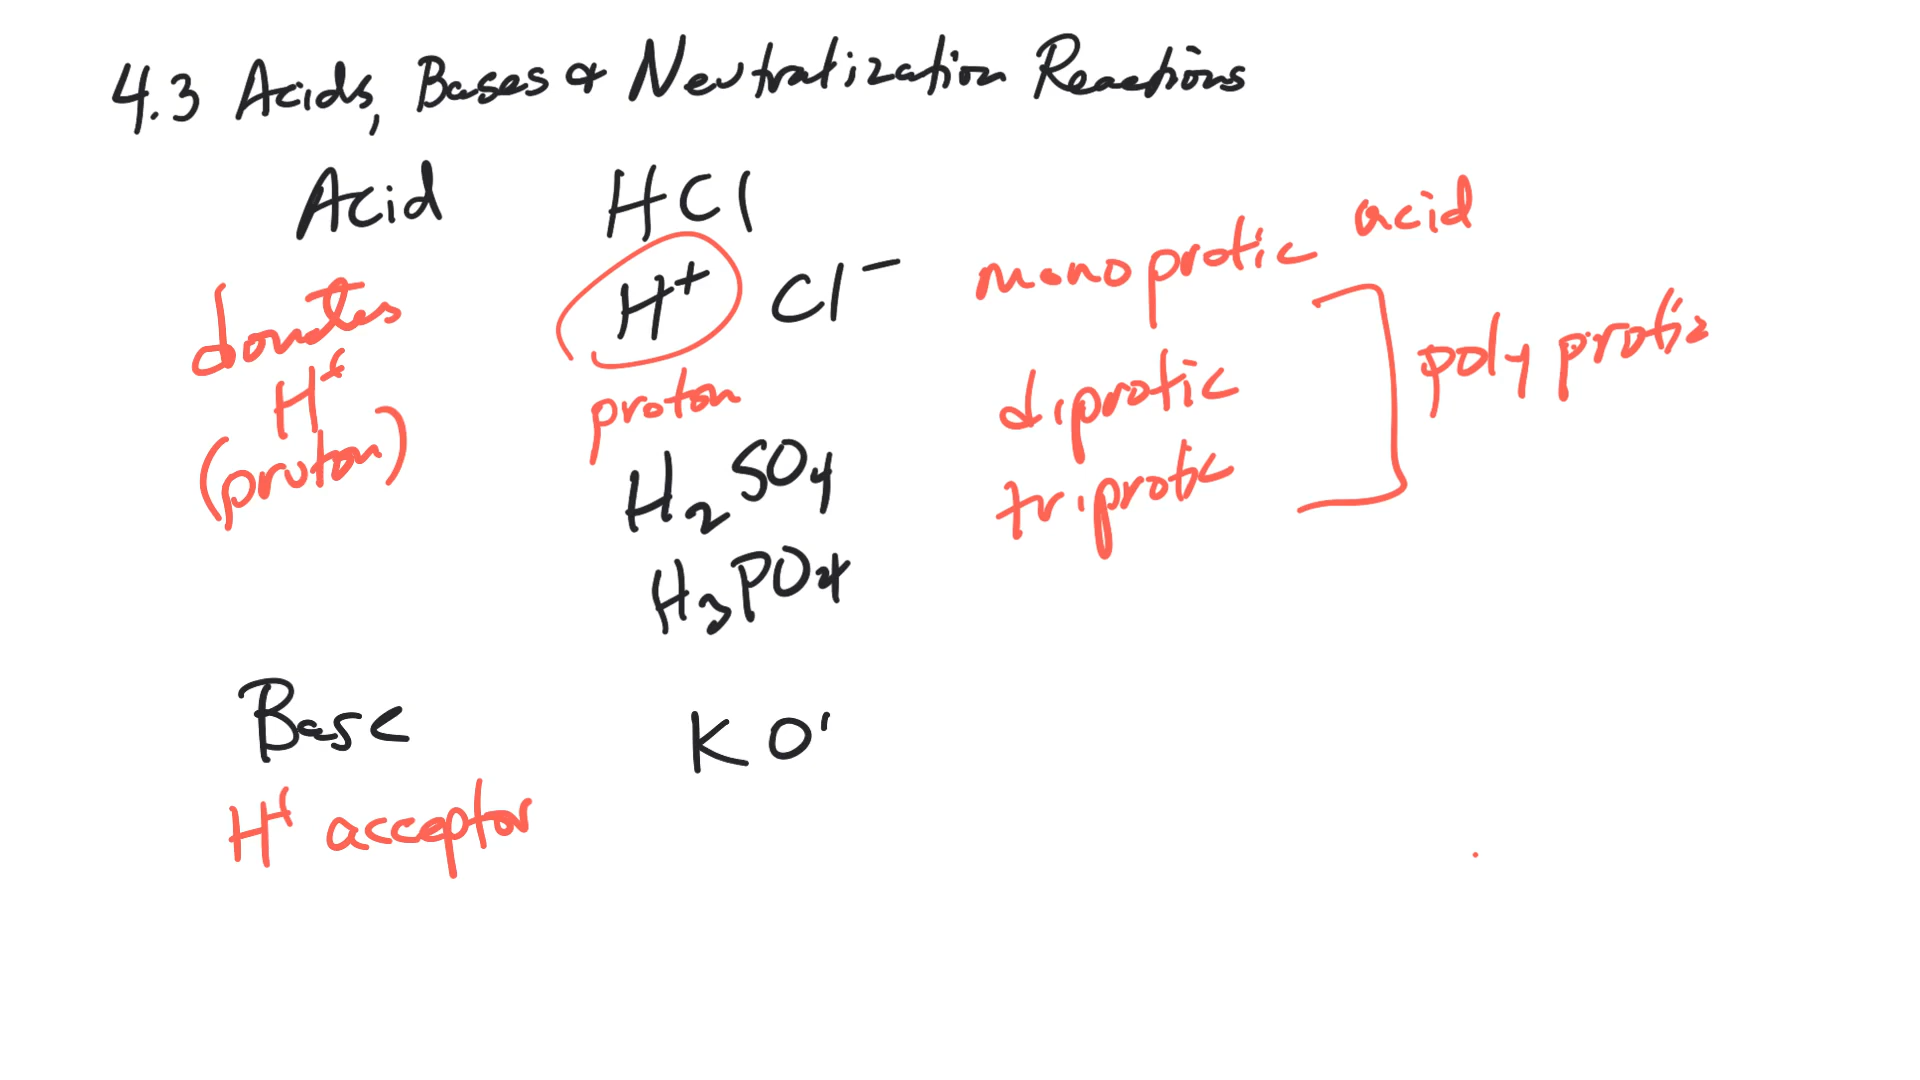 4.3 Acids, Bases & Neutralization Reactions
Acid HCl
H⁺ Cl⁻ monoprotic acid
donates
H⁺
(proton)
proton
diprotic
triprotic
polyprotic
H₂SO₄
H₃PO₄
Base KO'
H⁺ acceptor